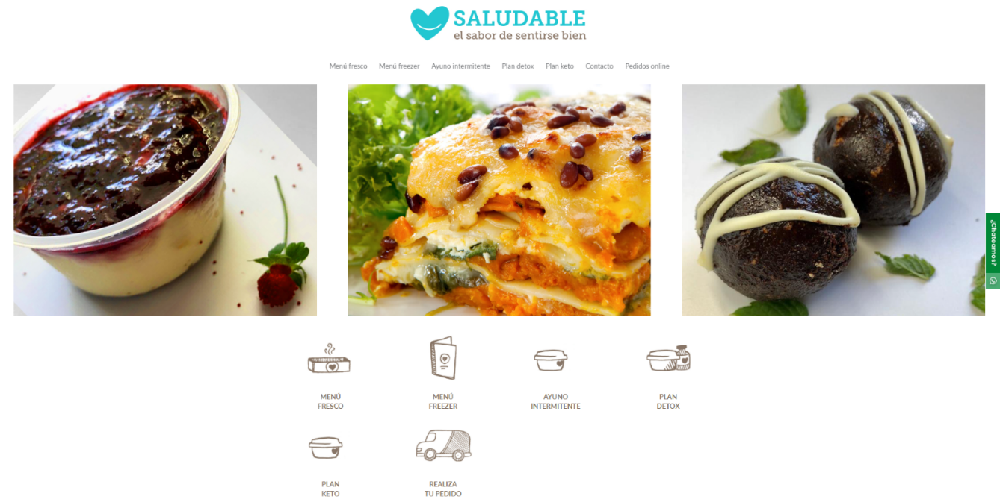 SALUDABLE
el sabor de sentirse bien
Menú fresco Menú freezer Ayuno intermitente Plan detox Plan keto Contacto Pedidos online
¿Chateamos?
MENÚ
FRESCO
MENÚ
FREEZER
AYUNO
INTERMITENTE
PLAN
DETOX
PLAN
KETO
REALIZA
TU PEDIDO